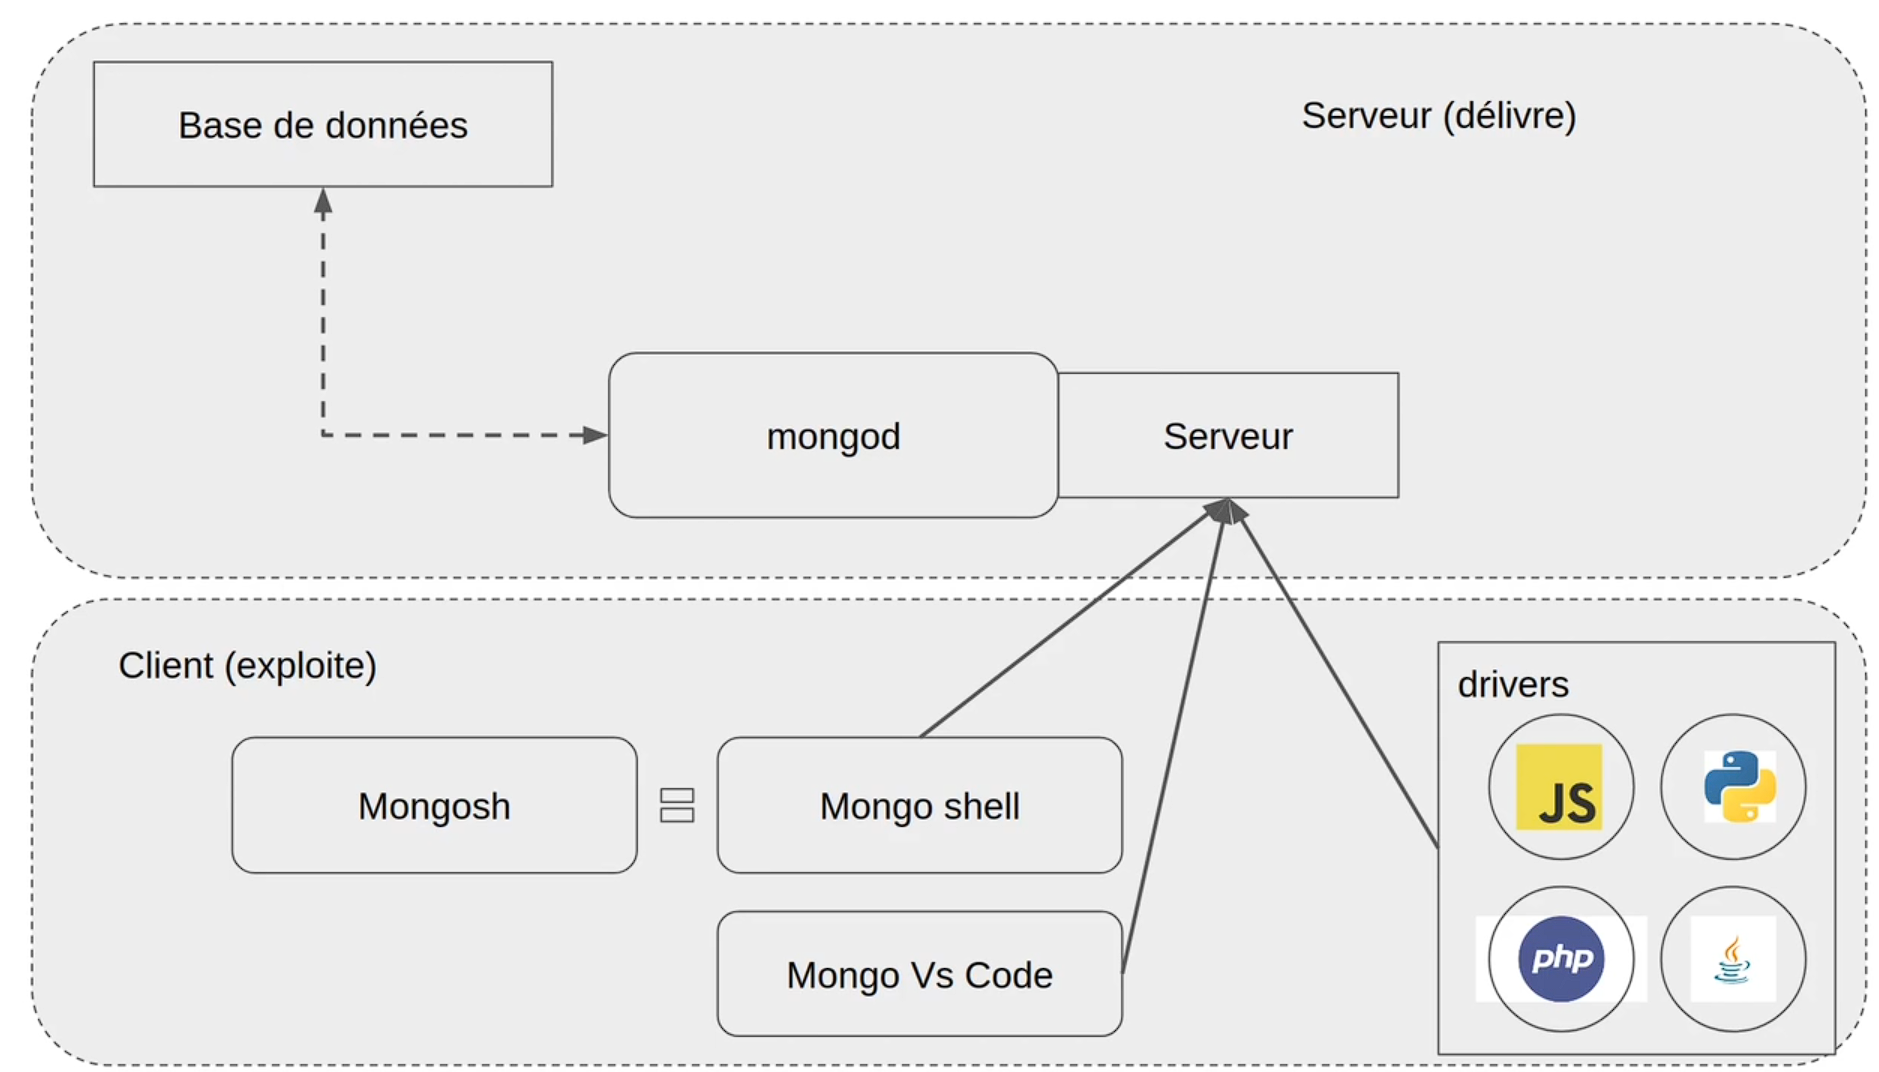 Base de données
Serveur (délivre)
mongod
Serveur
Client (exploite)
drivers
Mongosh
Mongo shell
JS
Mongo Vs Code
php